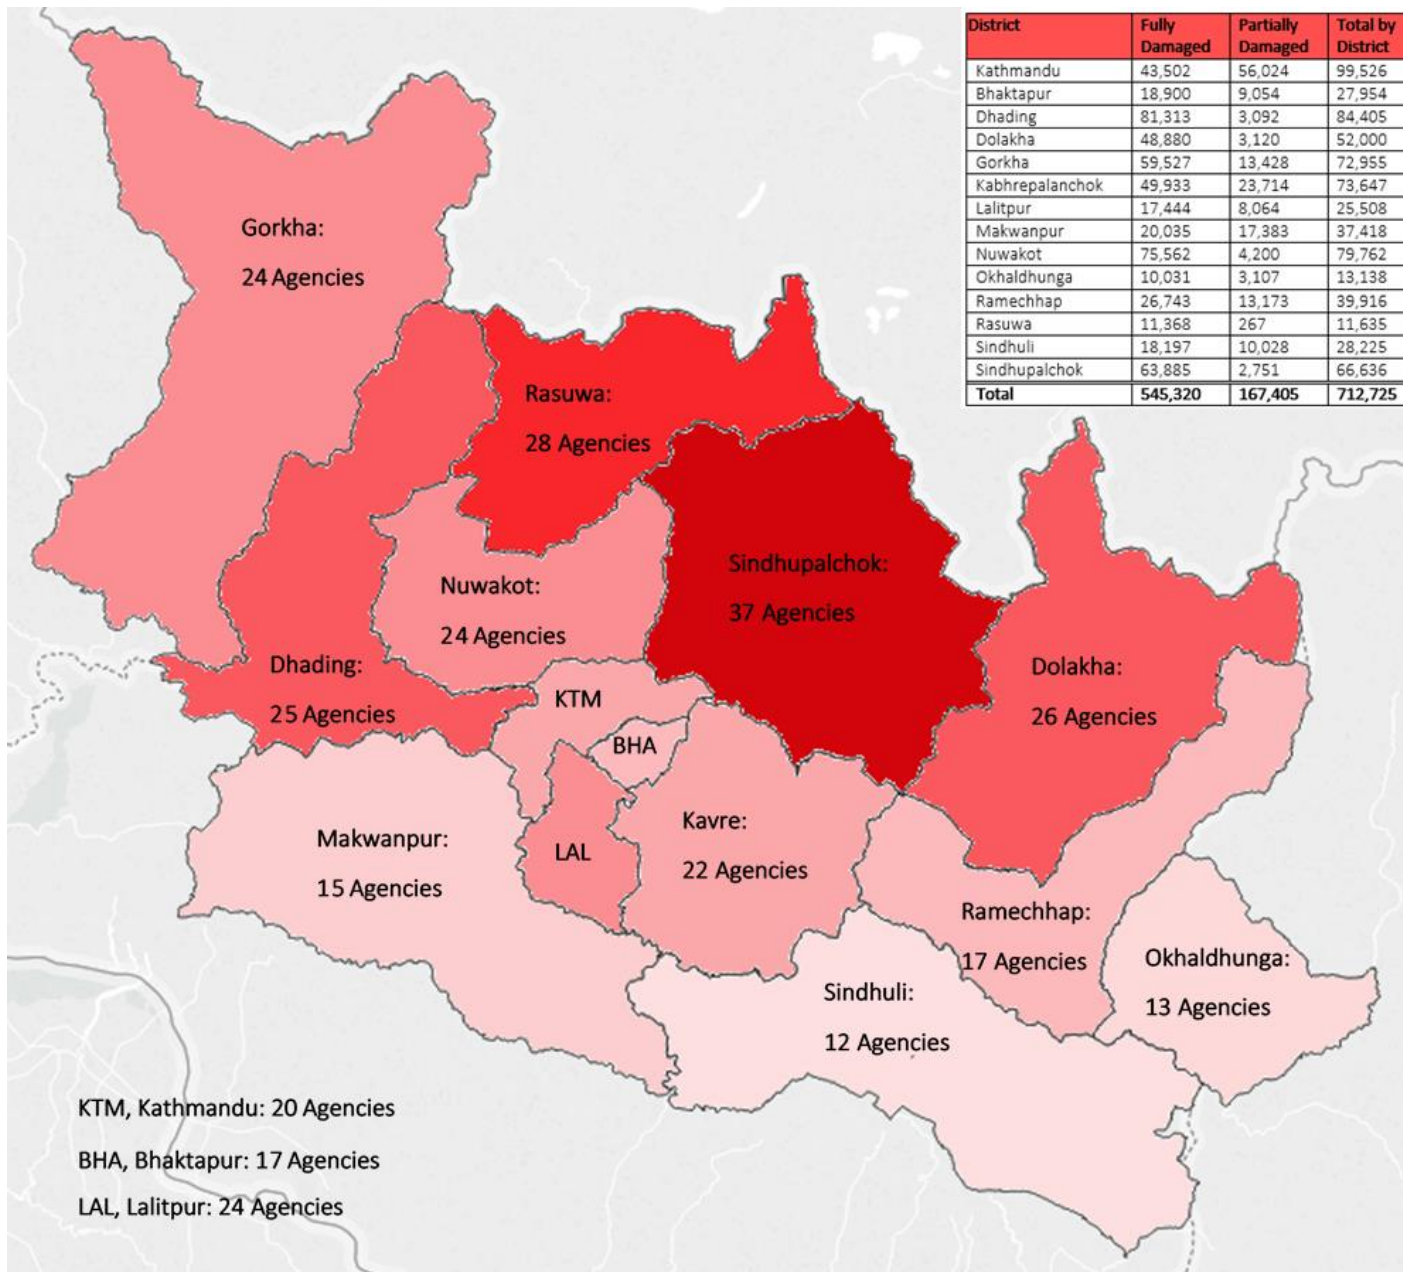 District Fully Damaged Partially Damaged Total by District
Kathmandu 43,502 56,024 99,526
Bhaktapur 18,900 9,054 27,954
Dhading 81,313 3,092 84,405
Dolakha 48,880 3,120 52,000
Gorkha 59,527 13,428 72,955
Kabhrepalanchok 49,933 23,714 73,647
Lalitpur 17,444 8,064 25,508
Makwanpur 20,035 17,383 37,418
Nuwakot 75,562 4,200 79,762
Okhaldhunga 10,031 3,107 13,138
Ramechhap 26,743 13,173 39,916
Rasuwa 11,368 267 11,635
Sindhuli 18,197 10,028 28,225
Sindhupalchok 63,885 2,751 66,636
Total 545,320 167,405 712,725
Gorkha:
24 Agencies
Rasuwa:
28 Agencies
Sindhupalchok:
37 Agencies
Nuwakot:
24 Agencies
Dhading:
25 Agencies
Dolakha:
26 Agencies
KTM
BHA
LAL
Kavre:
22 Agencies
Makwanpur:
15 Agencies
Ramechhap:
17 Agencies
Okhaldhunga:
13 Agencies
Sindhuli:
12 Agencies
KTM, Kathmandu: 20 Agencies
BHA, Bhaktapur: 17 Agencies
LAL, Lalitpur: 24 Agencies